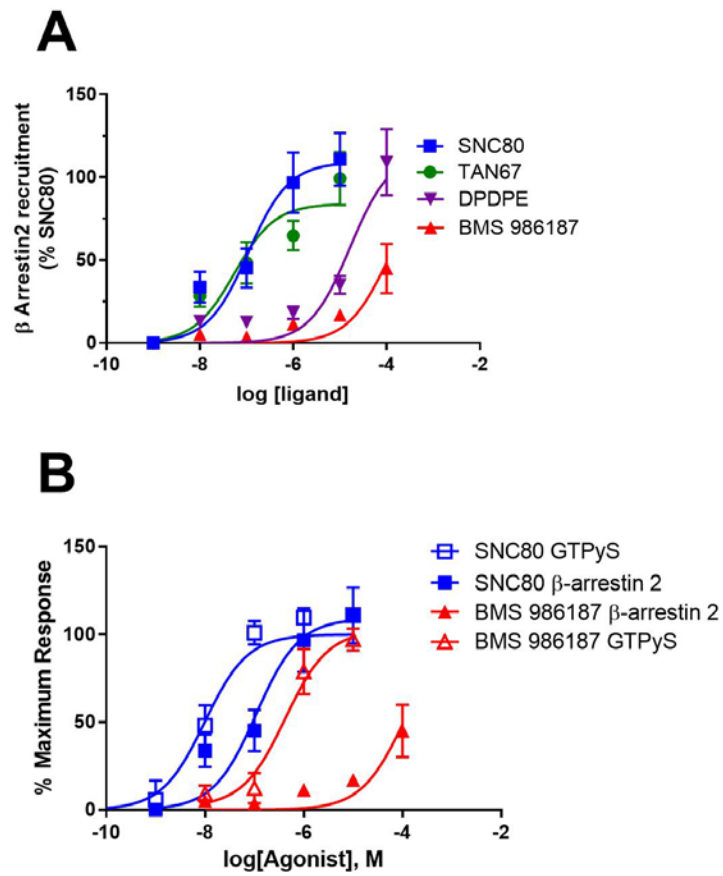 A
β Arrestin2 recruitment
(% SNC80)
150
100
50
0
-10
-8
-6
-4
-2
log [ligand]
SNC80
TAN67
DPDPE
BMS 986187
B
% Maximum Response
150
100
50
0
-10
-8
-6
-4
-2
log[Agonist], M
SNC80 GTPyS
SNC80 β-arrestin 2
BMS 986187 β-arrestin 2
BMS 986187 GTPyS